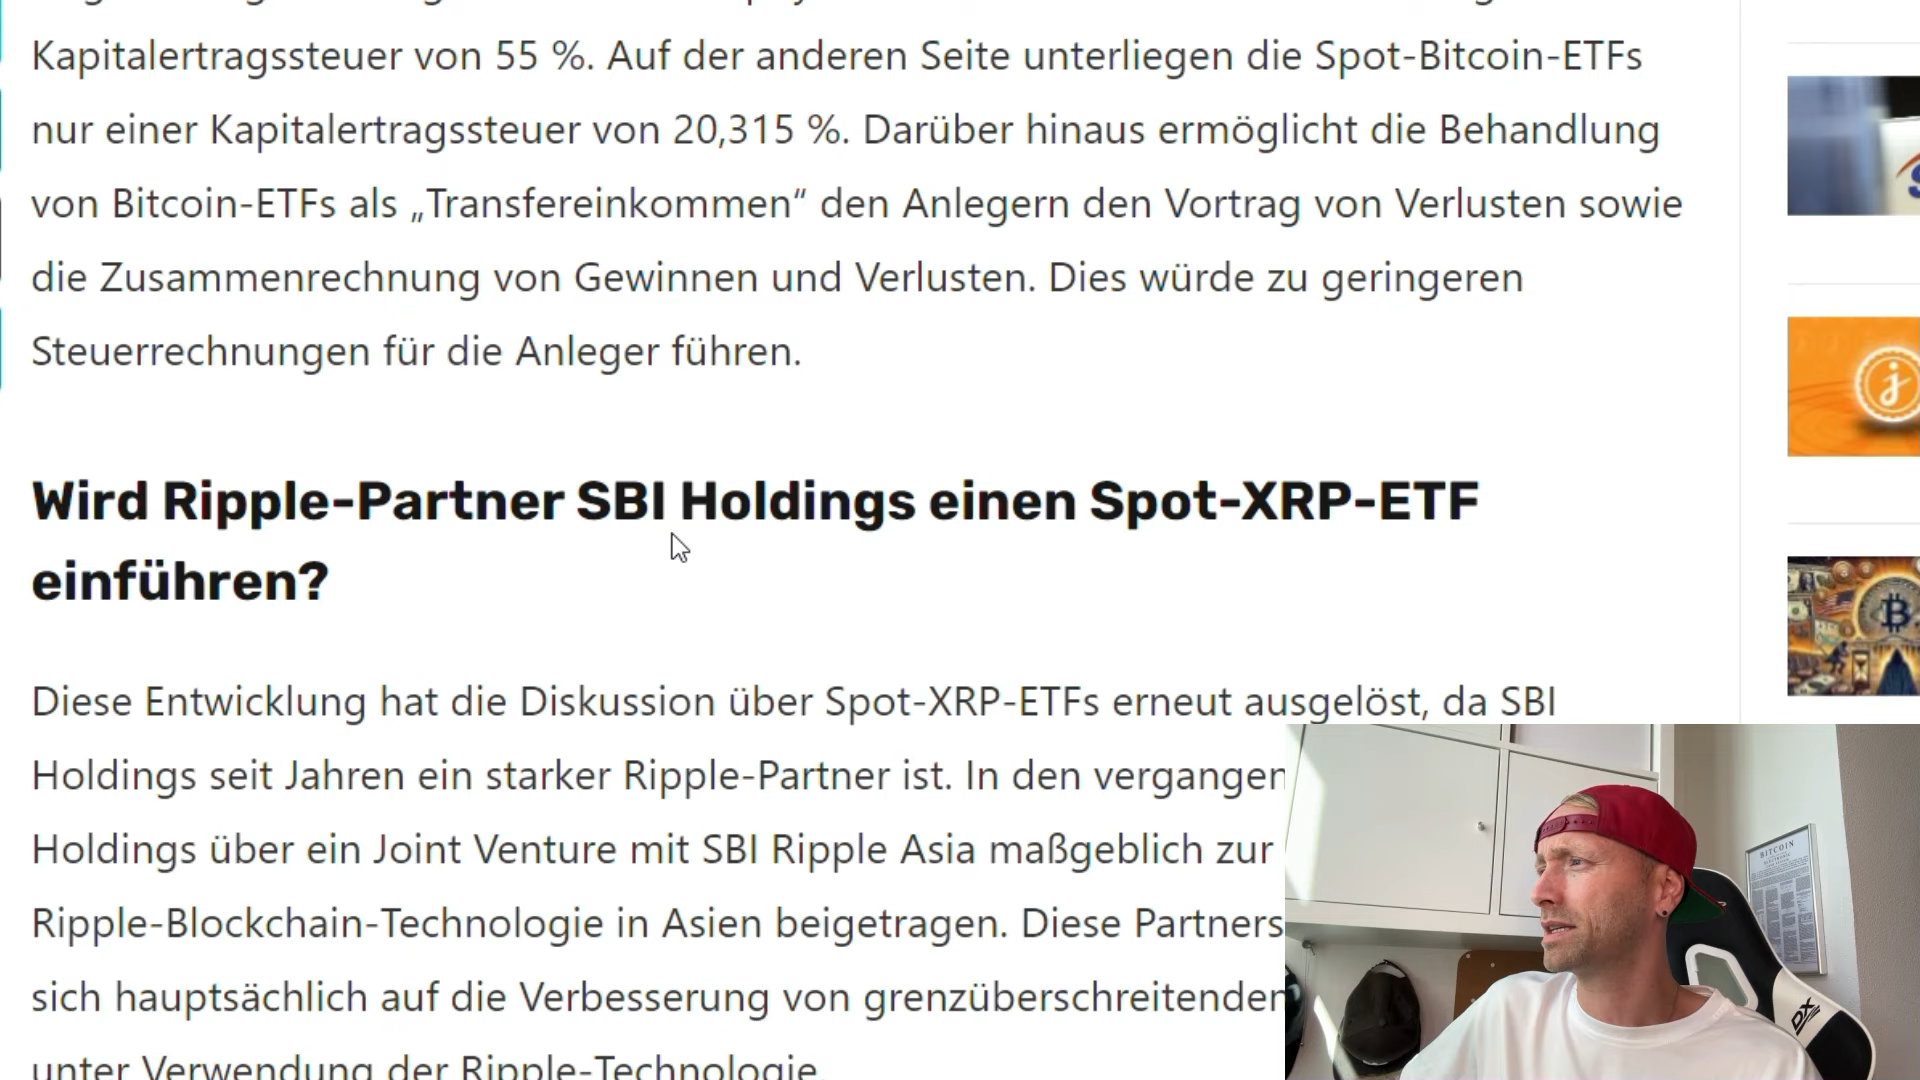 Kapitalertragssteuer von 55 %. Auf der anderen Seite unterliegen die Spot-Bitcoin-ETFs
nur einer Kapitalertragssteuer von 20,315 %. Darüber hinaus ermöglicht die Behandlung
von Bitcoin-ETFs als „Transfereinkommen“ den Anlegern den Vortrag von Verlusten sowie
die Zusammenrechnung von Gewinnen und Verlusten. Dies würde zu geringeren
Steuerrechnungen für die Anleger führen.
Wird Ripple-Partner SBI Holdings einen Spot-XRP-ETF
einführen?
Diese Entwicklung hat die Diskussion über Spot-XRP-ETFs erneut ausgelöst, da SBI
Holdings seit Jahren ein starker Ripple-Partner ist. In den vergangen
Holdings über ein Joint Venture mit SBI Ripple Asia maßgeblich zur
Ripple-Blockchain-Technologie in Asien beigetragen. Diese Partners
sich hauptsächlich auf die Verbesserung von grenzüberschreitenden
unter Verwendung der Ripple-Technologie.
BITCOIN
DX